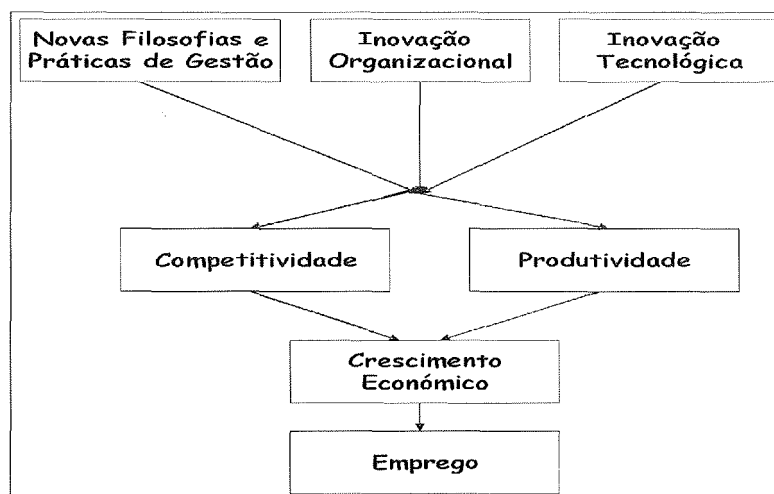 Novas Filosofias e
Práticas de Gestão
Inovação
Organizacional
Inovação
Tecnológica
Competitividade
Produtividade
Crescimento
Económico
Emprego